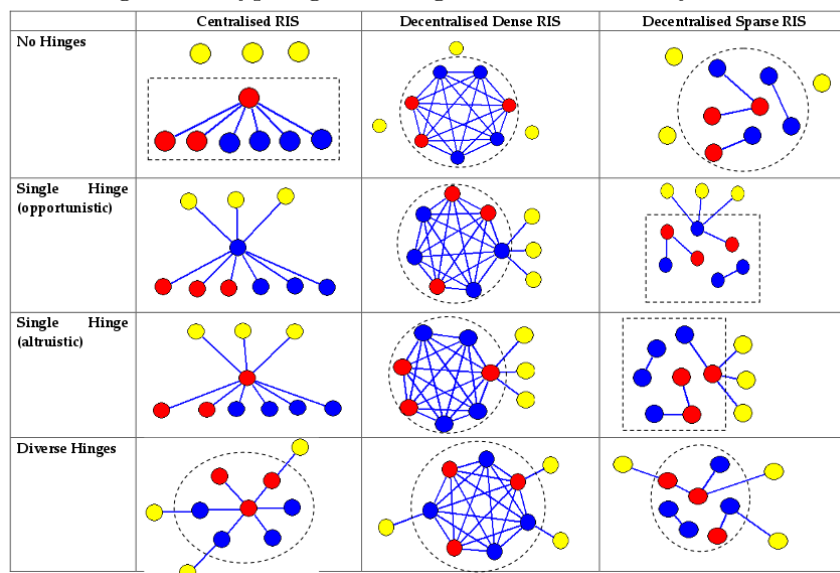 Centralised RIS Decentralised Dense RIS Decentralised Sparse RIS
No Hinges
Single Hinge
(opportunistic)
Single Hinge
(altruistic)
Diverse Hinges